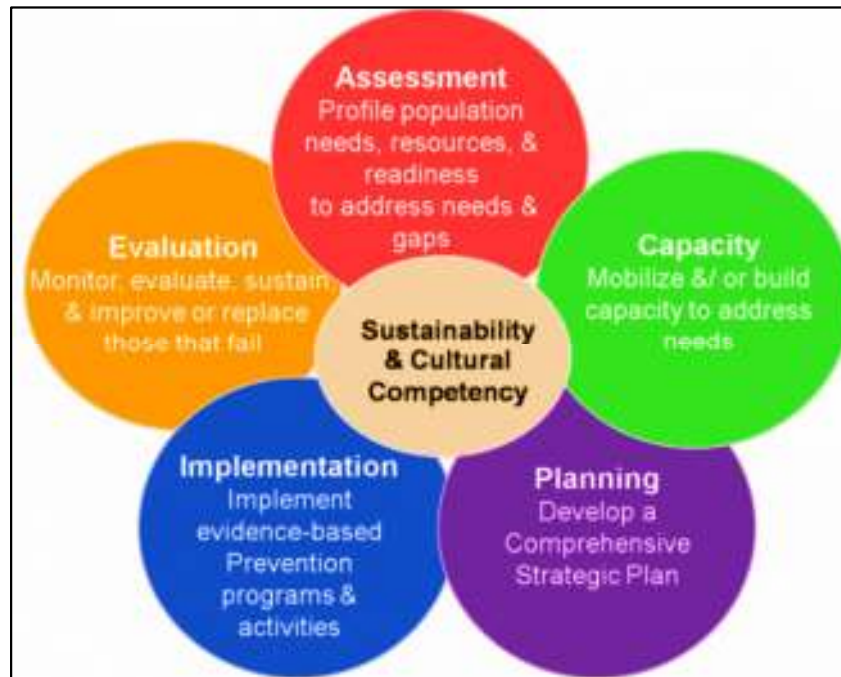 Assessment
Profile population
needs, resources, &
readiness
to address needs &
gaps
Capacity
Mobilize &/ or build
capacity to address
needs
Planning
Develop a
Comprehensive
Strategic Plan
Implementation
Implement
evidence-based
Prevention
programs &
activities
Evaluation
Monitor, evaluate, sustain,
& improve or replace
those that fail
Sustainability
& Cultural
Competency